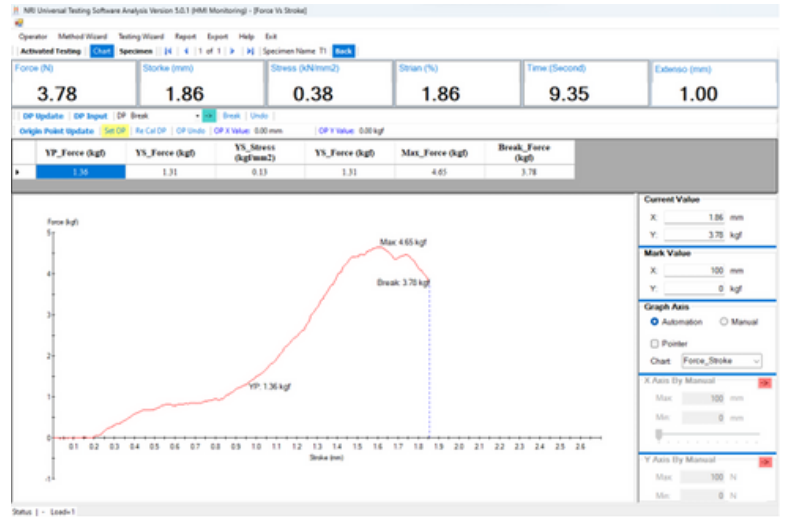 NRI Universal Testing Software Analysis Version 5.0.1 (HMI Monitoring) - [Force Vs Stroke]
Operator Method Wizard Testing Wizard Report Export Help Exit
Activated Testing Chart Specimen 1 of 1 Specimen Name T1 Back
Force (N) Storke (mm) Stress (kN/mm2) Strian (%) Time (Second) Extenso (mm)
3.78 1.86 0.38 1.86 9.35 1.00
DP Update DP Input DP Break -> Break Undo
Origin Point Update Set OP Re Cal DP OP Undo OP X Value: 0.00 mm OP Y Value: 0.00 kgf
YP_Force (kgf) YS_Force (kgf) YS_Stress (kgf/mm2) YS_Force (kgf) Max_Force (kgf) Break_Force (kgf)
1.36 1.31 0.13 1.31 4.65 3.78
Force (kgf)
5
Max: 4.65 kgf
4
Break: 3.78 kgf
3
2
YP: 1.36 kgf
1
0
0.1 0.2 0.3 0.4 0.5 0.6 0.7 0.8 0.9 1.0 1.1 1.2 1.3 1.4 1.5 1.6 1.7 1.8 1.9 2.0 2.1 2.2 2.3 2.4 2.5 2.6
Stroke (mm)
-1
Current Value
X: 1.86 mm
Y: 3.78 kgf
Mark Value
X: 100 mm
Y: 0 kgf
Graph Axis
Automation Manual
Pointer
Chart: Force_Stroke
X Axis By Manual ->
Max: 100 mm
Min: 0 mm
Y Axis By Manual ->
Max: 100 N
Min: 0 N
Status | - Load=1